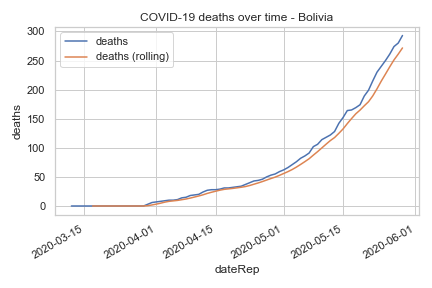 COVID-19 deaths over time - Bolivia
deaths
deaths (rolling)
300
250
200
150
100
50
0
deaths
2020-03-15
2020-04-01
2020-04-15
2020-05-01
2020-05-15
2020-06-01
dateRep